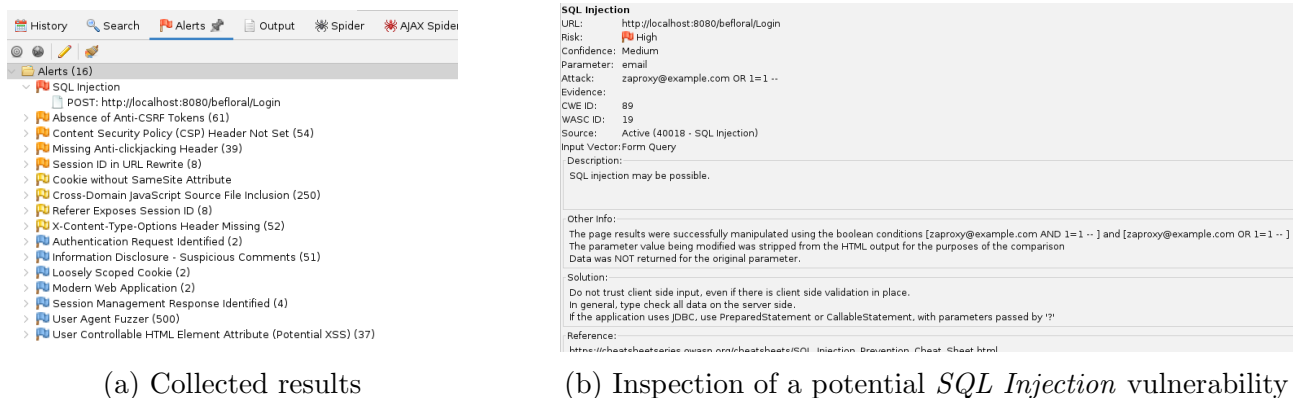 History Search Alerts Output Spider AJAX Spider
Alerts (16)
SQL Injection
POST: http://localhost:8080/befloral/Login
Absence of Anti-CSRF Tokens (61)
Content Security Policy (CSP) Header Not Set (54)
Missing Anti-clickjacking Header (39)
Session ID in URL Rewrite (8)
Cookie without SameSite Attribute
Cross-Domain JavaScript Source File Inclusion (250)
Referer Exposes Session ID (8)
X-Content-Type-Options Header Missing (52)
Authentication Request Identified (2)
Information Disclosure - Suspicious Comments (51)
Loosely Scoped Cookie (2)
Modern Web Application (2)
Session Management Response Identified (4)
User Agent Fuzzer (500)
User Controllable HTML Element Attribute (Potential XSS) (37)
(a) Collected results
SQL Injection
URL: http://localhost:8080/befloral/Login
Risk: High
Confidence: Medium
Parameter: email
Attack: zaproxy@example.com OR 1=1 --
Evidence:
CWE ID: 89
WASC ID: 19
Source: Active (40018 - SQL Injection)
Input Vector: Form Query
Description:
SQL injection may be possible.
Other Info:
The page results were successfully manipulated using the boolean conditions [zaproxy@example.com AND 1=1 -- ] and [zaproxy@example.com OR 1=1 -- ]
The parameter value being modified was stripped from the HTML output for the purposes of the comparison
Data was NOT returned for the original parameter.
Solution:
Do not trust client side input, even if there is client side validation in place.
In general, type check all data on the server side.
If the application uses JDBC, use PreparedStatement or CallableStatement, with parameters passed by '?'
Reference:
https://cheatsheetseries.owasp.org/cheatsheets/SQL_Injection_Prevention_Cheat_Sheet.html
(b) Inspection of a potential SQL Injection vulnerability